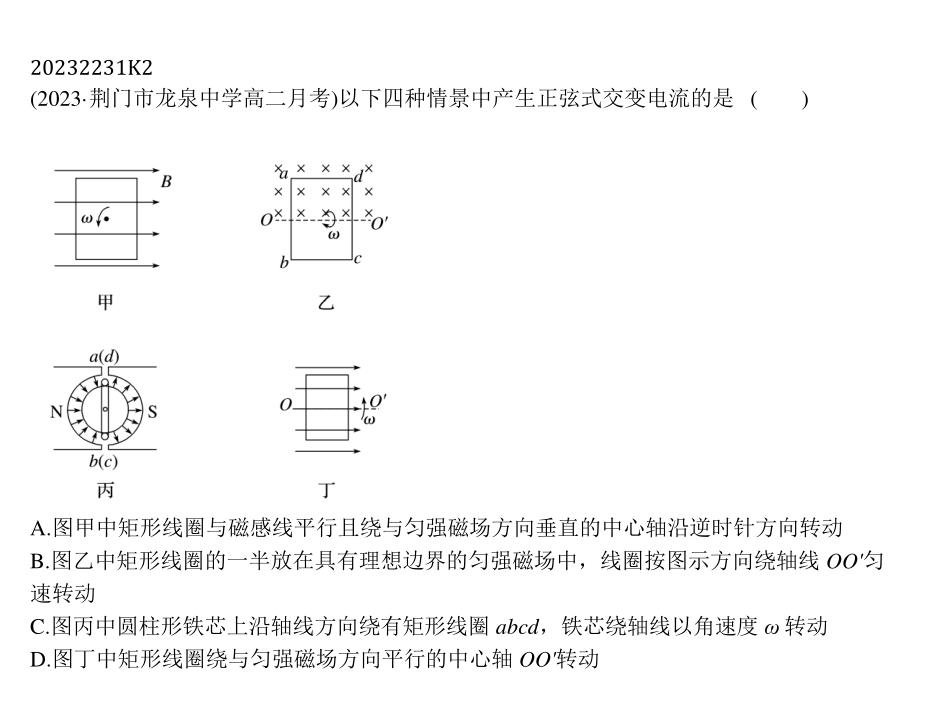 20232231K2
(2023·荆门市龙泉中学高二月考)以下四种情景中产生正弦式交变电流的是 (  )
B
ω
甲
a d
O O′
ω
b c
乙
a(d)
N S
b(c)
丙
O O′
ω
丁
A.图甲中矩形线圈与磁感线平行且绕与匀强磁场方向垂直的中心轴沿逆时针方向转动
B.图乙中矩形线圈的一半放在具有理想边界的匀强磁场中，线圈按图示方向绕轴线 OO′匀
速转动
C.图丙中圆柱形铁芯上沿轴线方向绕有矩形线圈 abcd，铁芯绕轴线以角速度 ω 转动
D.图丁中矩形线圈绕与匀强磁场方向平行的中心轴 OO′转动